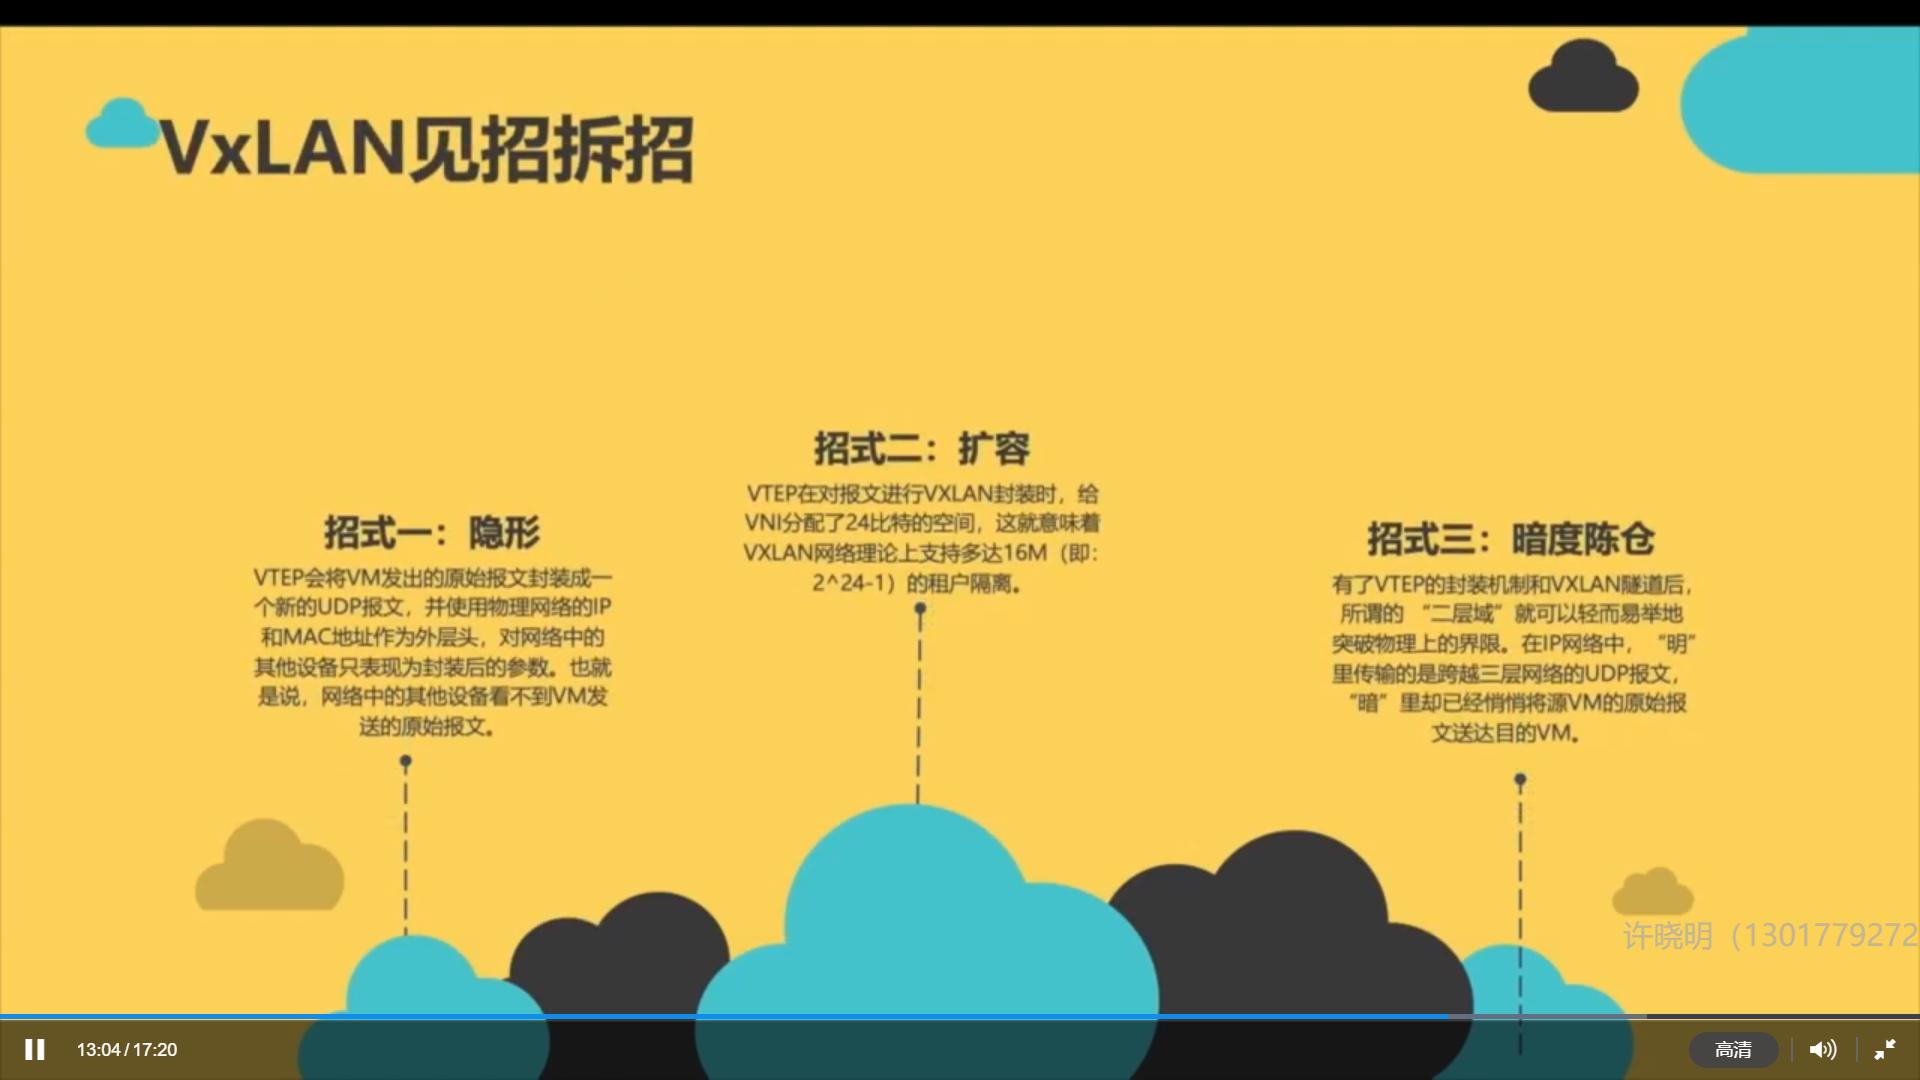 VxLAN见招拆招
招式一：隐形
VTEP会将VM发出的原始报文封装成一
个新的UDP报文，并使用物理网络的IP
和MAC地址作为外层头，对网络中的
其他设备只表现为封装后的参数。也就
是说，网络中的其他设备看不到VM发
送的原始报文。
招式二：扩容
VTEP在对报文进行VXLAN封装时，给
VNI分配了24比特的空间，这就意味着
VXLAN网络理论上支持多达16M（即：
2^24-1）的租户隔离。
招式三：暗度陈仓
有了VTEP的封装机制和VXLAN隧道后，
所谓的 “二层域”就可以轻而易举地
突破物理上的界限。在IP网络中， “明”
里传输的是跨越三层网络的UDP报文，
“暗”里却已经悄悄将源VM的原始报
文送达目的VM。
许晓明（1301779272
13:04 / 17:20
高清